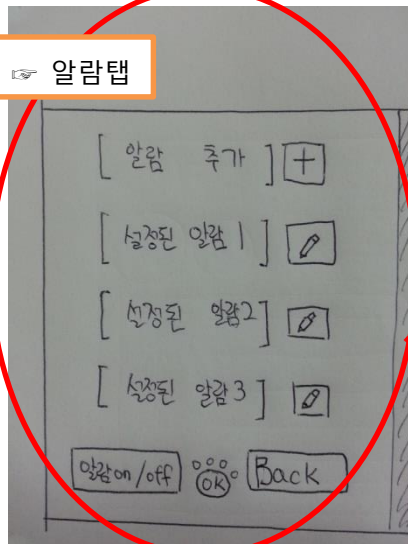 ☞ 알람탭
[ 알람 추가 ] +
[ 설정된 알람 1 ]
[ 설정된 알람2 ]
[ 설정된 알람 3 ]
알람on/off OK Back